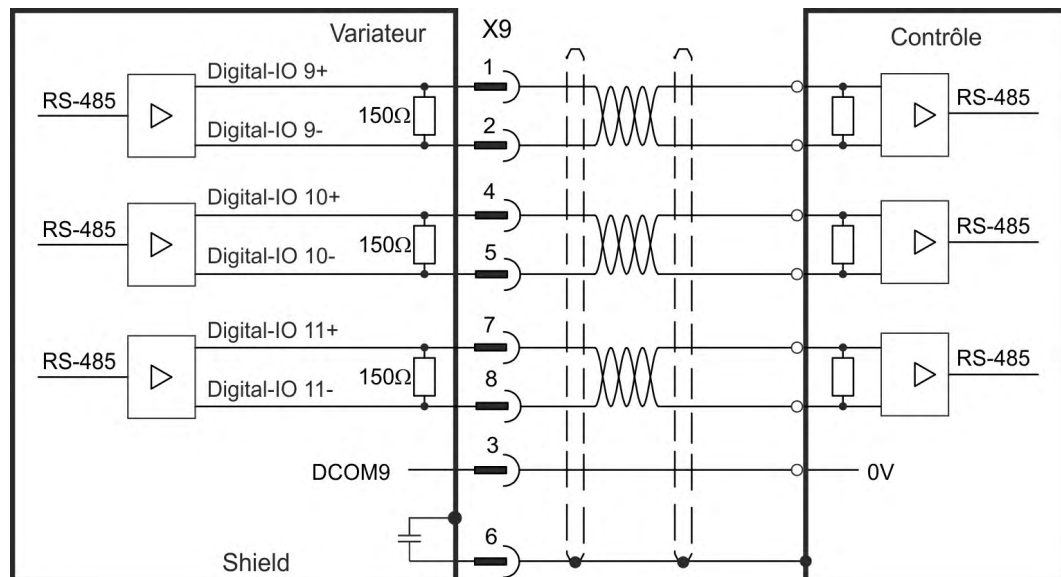 Variateur
X9
Contrôle
Digital-IO 9+
1
RS-485
150Ω
RS-485
Digital-IO 9-
2
Digital-IO 10+
4
RS-485
150Ω
RS-485
Digital-IO 10-
5
Digital-IO 11+
7
RS-485
150Ω
RS-485
Digital-IO 11-
8
3
DCOM9
0V
6
Shield